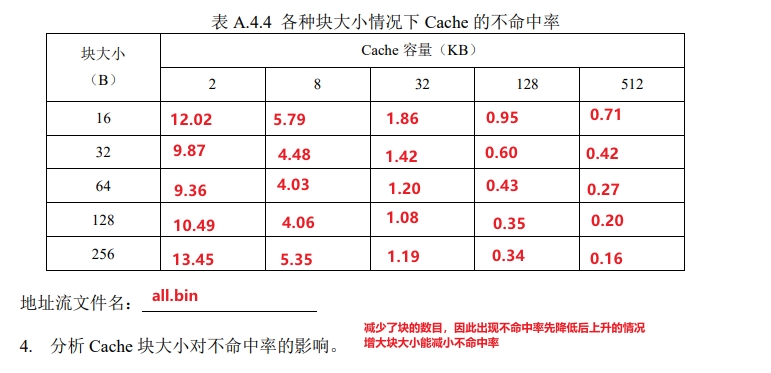 表 A.4.4 各种块大小情况下 Cache 的不命中率
块大小
（B）
Cache 容量（KB）
2 8 32 128 512
16 12.02 5.79 1.86 0.95 0.71
32 9.87 4.48 1.42 0.60 0.42
64 9.36 4.03 1.20 0.43 0.27
128 10.49 4.06 1.08 0.35 0.20
256 13.45 5.35 1.19 0.34 0.16
地址流文件名： all.bin
减少了块的数目，因此出现不命中率先降低后上升的情况
增大块大小能减小不命中率
4. 分析 Cache 块大小对不命中率的影响。